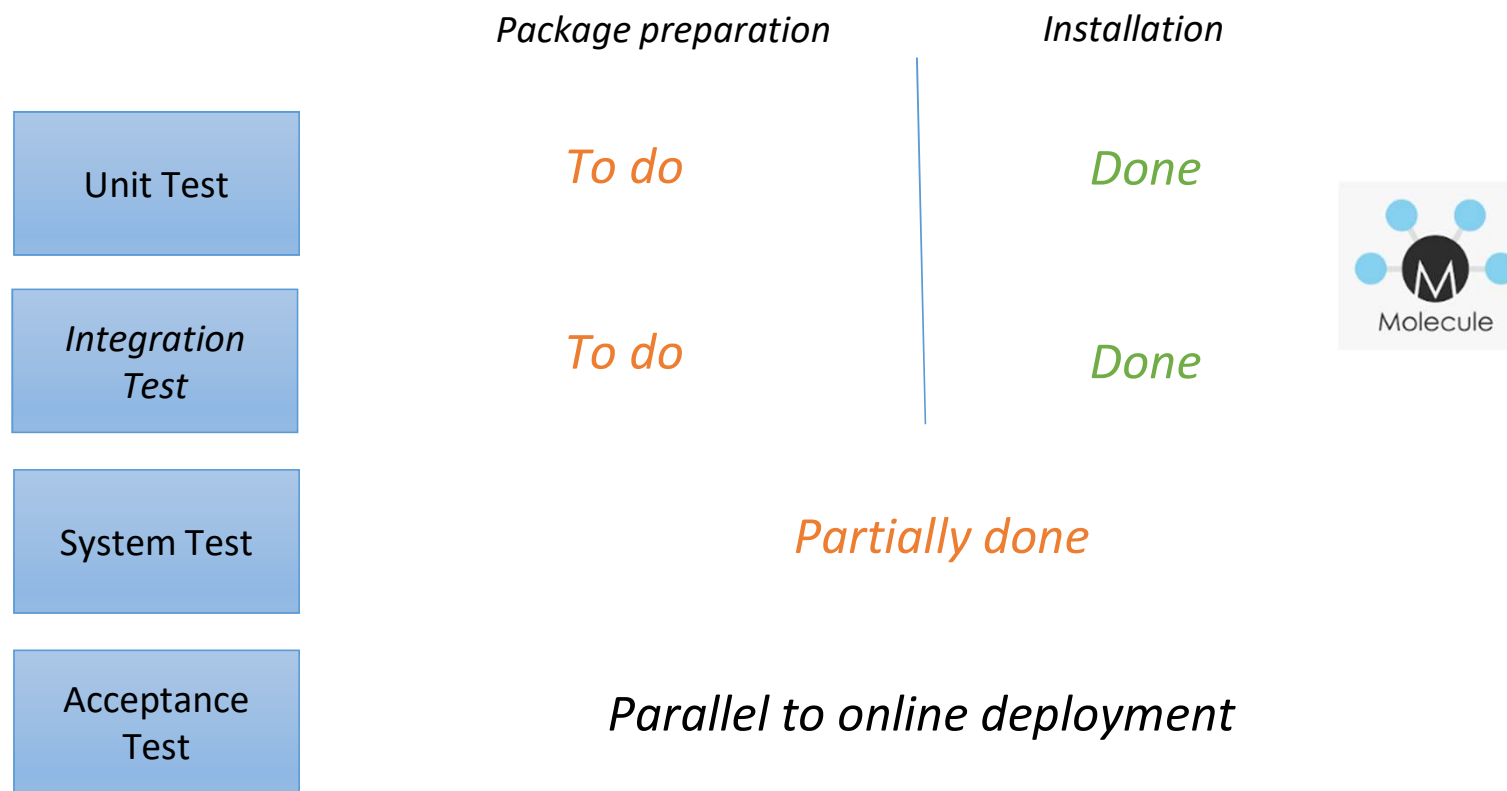 Package preparation
Installation
Unit Test
To do
Done
M
Molecule
Integration
Test
To do
Done
System Test
Partially done
Acceptance
Test
Parallel to online deployment